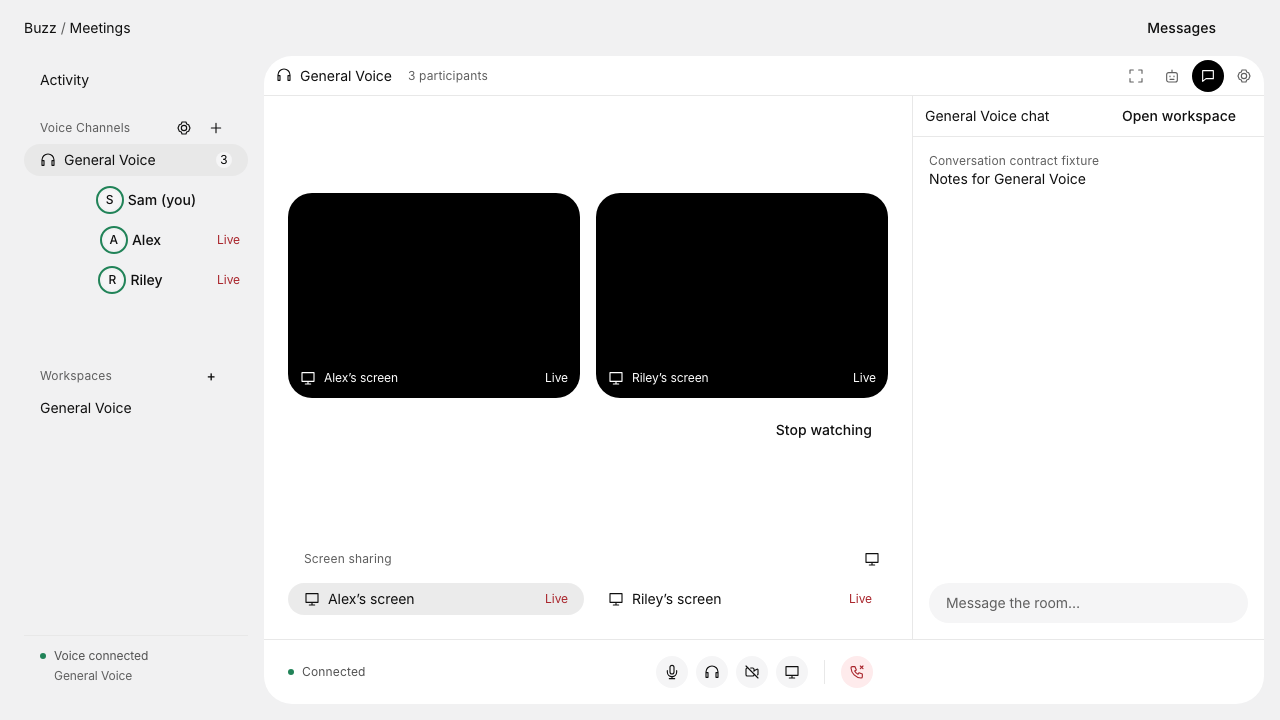 Buzz / Meetings
Messages
Activity
Voice Channels
General Voice 3
S Sam (you)
A Alex Live
R Riley Live
Workspaces +
General Voice
Voice connected
General Voice
General Voice 3 participants
Alex’s screen Live
Riley’s screen Live
Stop watching
Screen sharing
Alex’s screen Live
Riley’s screen Live
Connected
General Voice chat
Open workspace
Conversation contract fixture
Notes for General Voice
Message the room...